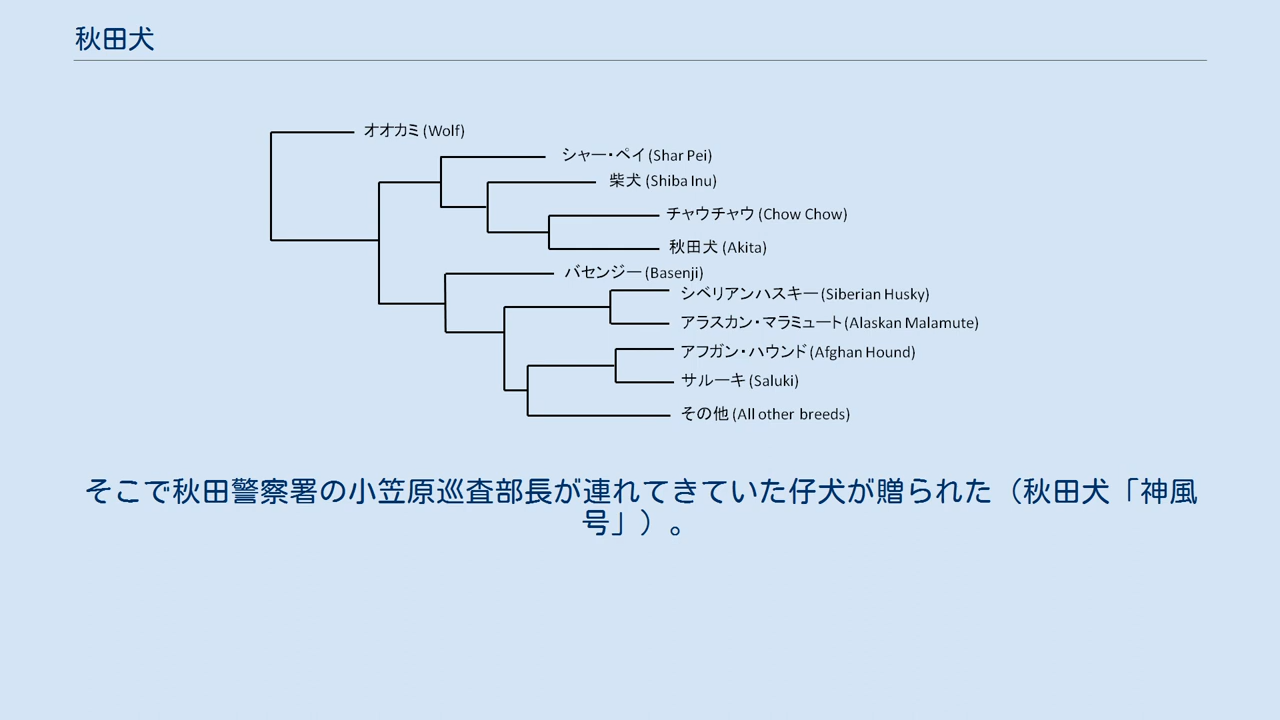 秋田犬
オオカミ (Wolf)
シャー・ペイ (Shar Pei)
柴犬 (Shiba Inu)
チャウチャウ (Chow Chow)
秋田犬 (Akita)
バセンジー (Basenji)
シベリアンハスキー (Siberian Husky)
アラスカン・マラミュート (Alaskan Malamute)
アフガン・ハウンド (Afghan Hound)
サルーキ (Saluki)
その他 (All other breeds)
そこで秋田警察署の小笠原巡査部長が連れてきていた仔犬が贈られた（秋田犬「神風
号」）。